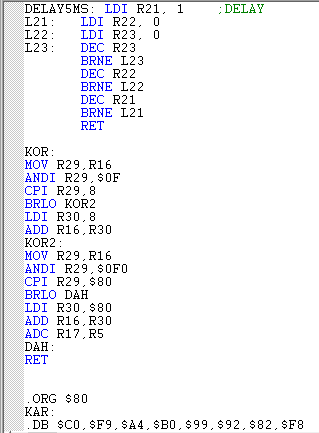 DELAY5MS: LDI R21, 1 ;DELAY
L21: LDI R22, 0
L22: LDI R23, 0
L23: DEC R23
BRNE L23
DEC R22
BRNE L22
DEC R21
BRNE L21
RET
KOR:
MOV R29,R16
ANDI R29,$0F
CPI R29,8
BRLO KOR2
LDI R30,8
ADD R16,R30
KOR2:
MOV R29,R16
ANDI R29,$0F0
CPI R29,$80
BRLO DAH
LDI R30,$80
ADD R16,R30
ADC R17,R5
DAH:
RET
.ORG $80
KAR:
.DB $C0,$F9,$A4,$B0,$99,$92,$82,$F8